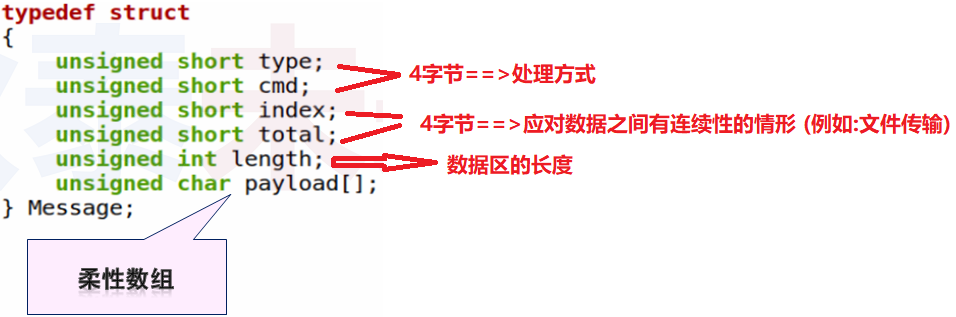 typedef struct
{
unsigned short type;
unsigned short cmd;
4字节==>处理方式
unsigned short index;
unsigned short total;
4字节==>应对数据之间有连续性的情形 (例如:文件传输)
unsigned int length;
数据区的长度
unsigned char payload[];
} Message;
柔性数组